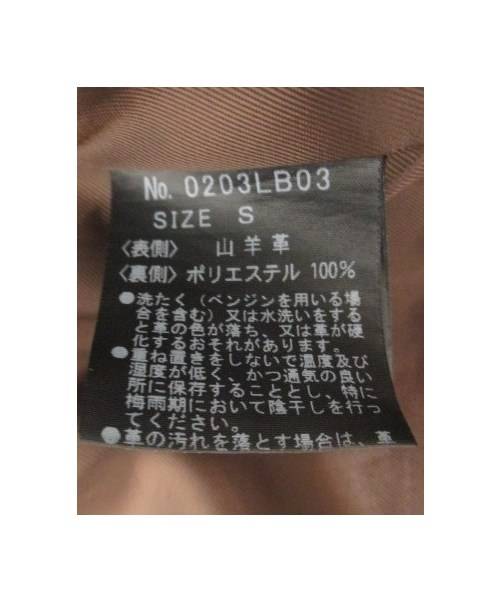 No. 0203LB03
SIZE S
〈表側〉 山羊革
〈裏側〉 ポリエステル 100%
●洗たく（ベンジンを用いる場
合を含む）又は水洗いをする
と革の色が落ち、又は革が硬
化するおそれがあります。
●重ね置きをしないで温度及び
湿度が低く、かつ通気の良い
所に保存することとし、特に
梅雨期において陰干しを行っ
てください。
●革の汚れを落とす場合は、革